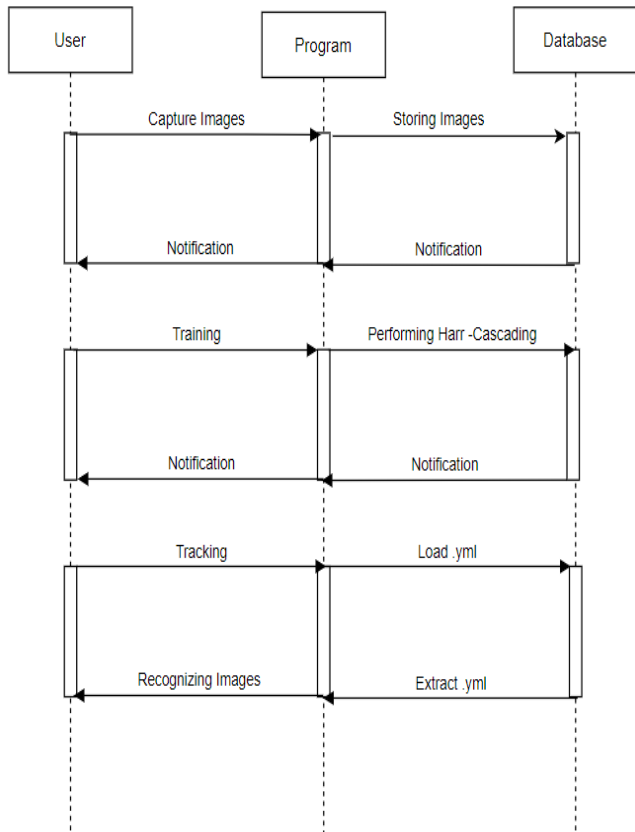 User
Program
Database
Capture Images
Storing Images
Notification
Notification
Training
Performing Harr -Cascading
Notification
Notification
Tracking
Load .yml
Recognizing Images
Extract .yml